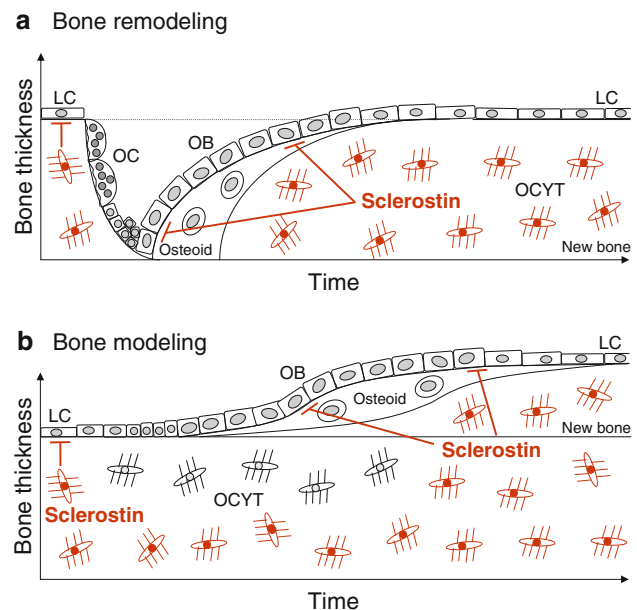 a Bone remodeling
Bone thickness
LC
OC
OB
LC
Sclerostin
OCYT
Osteoid
New bone
Time
b Bone modeling
Bone thickness
LC
OB
LC
Osteoid
New bone
Sclerostin
OCYT
Sclerostin
Time